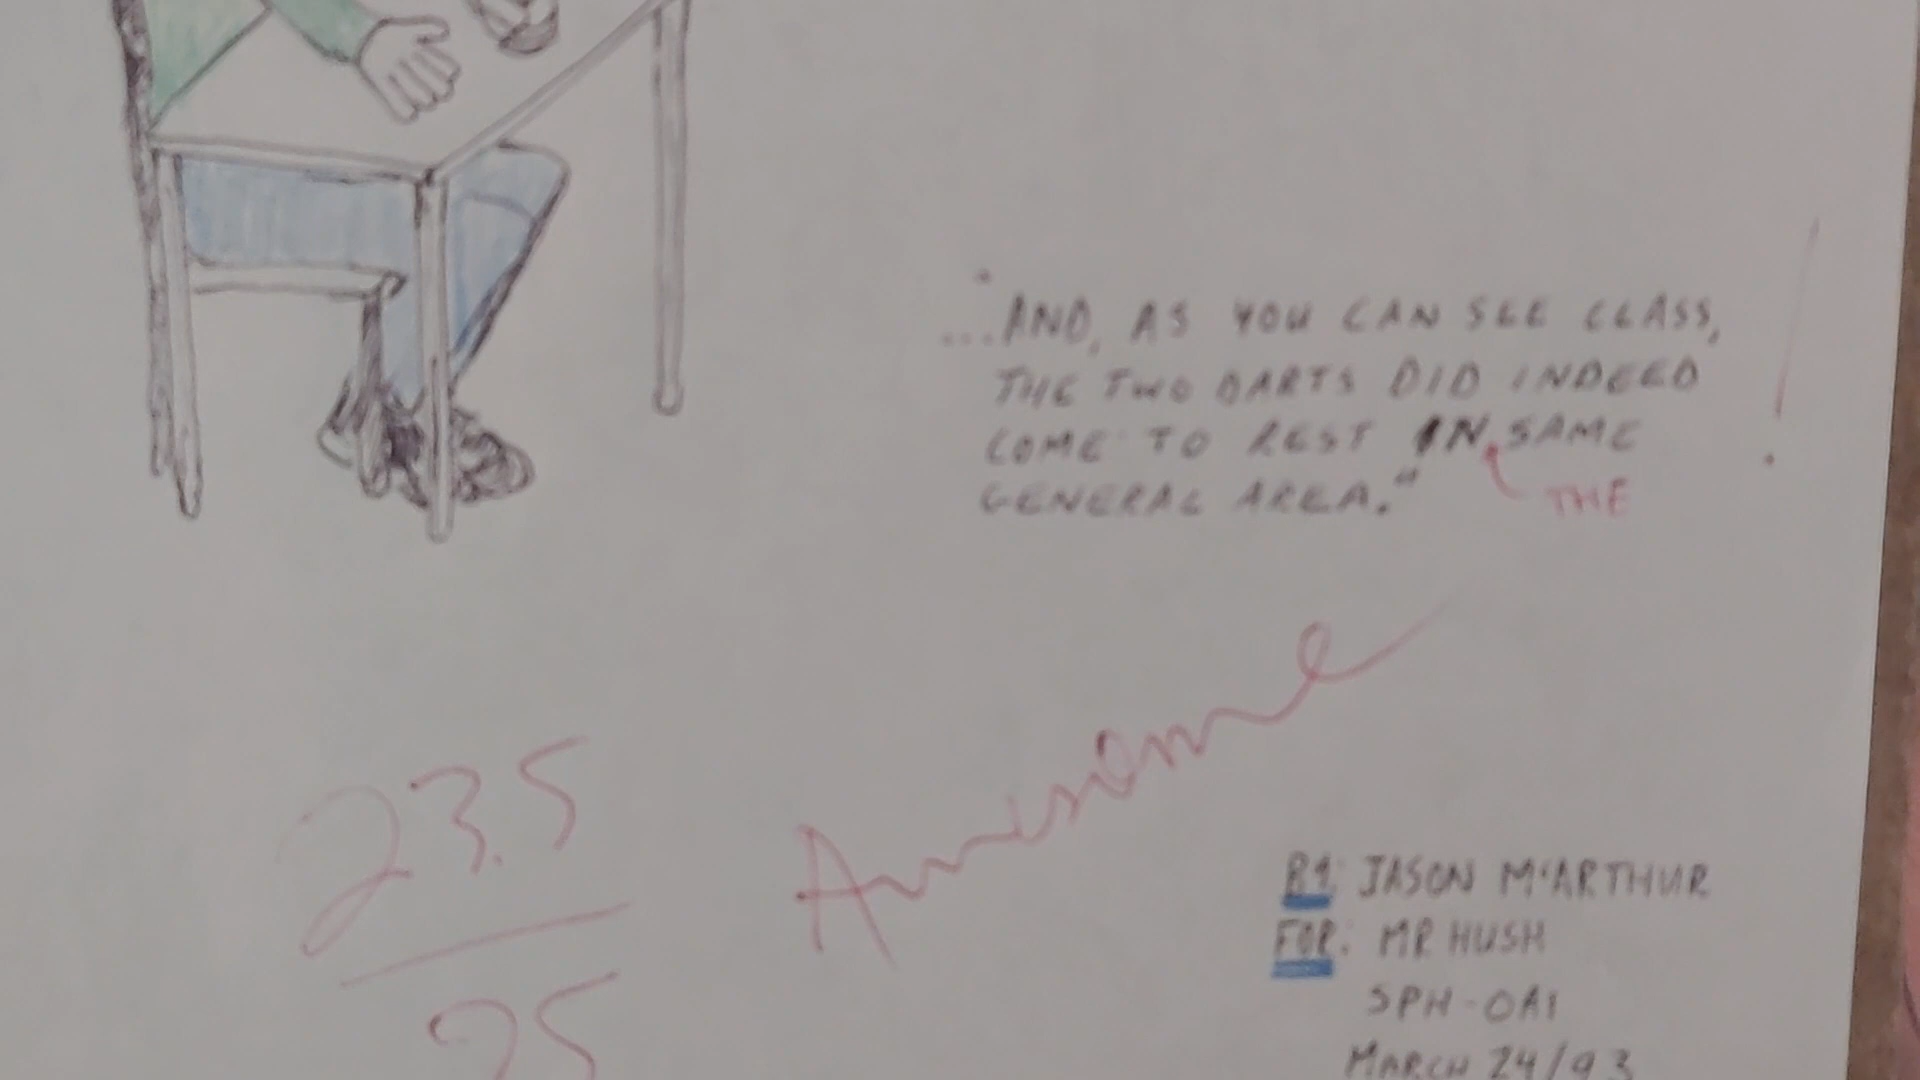 "
...AND, AS YOU CAN SEE CLASS,
THE TWO DARTS DID INDEED
COME TO REST IN SAME
GENERAL AREA."
THE
!
Awesome
23.5
25
BY: JASON McARTHUR
FOR: MR HUSH
SPH-OA1
MARCH 24/93